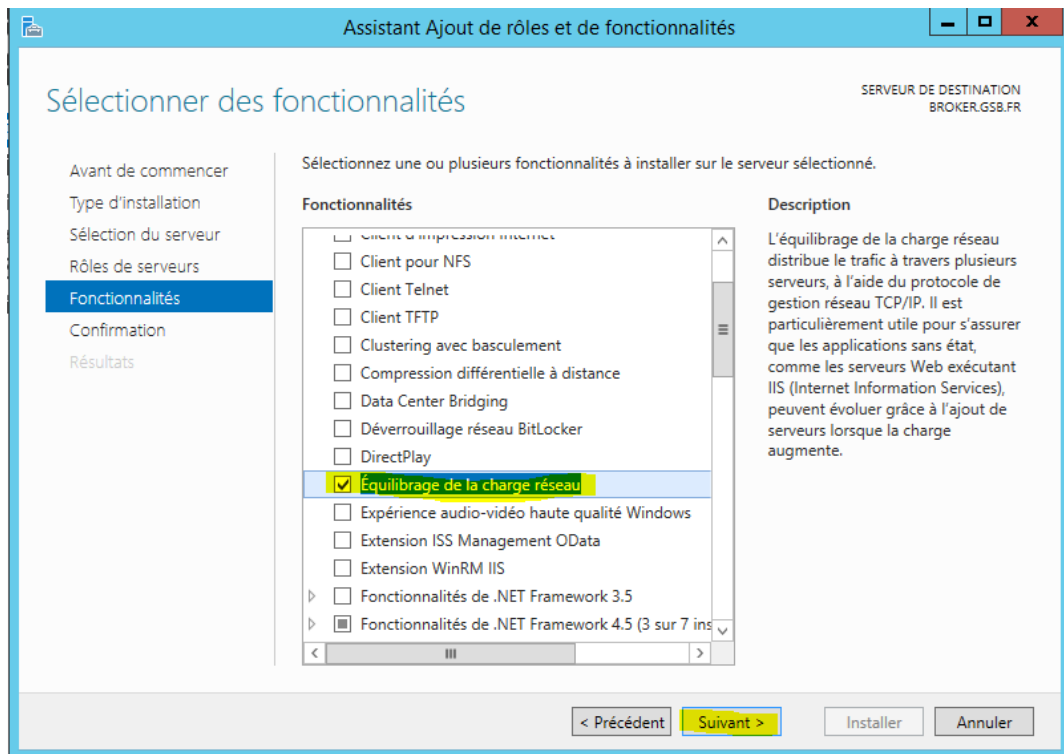 Assistant Ajout de rôles et de fonctionnalités
Sélectionner des fonctionnalités
SERVEUR DE DESTINATION
BROKER.GSB.FR
Avant de commencer
Type d'installation
Sélection du serveur
Rôles de serveurs
Fonctionnalités
Confirmation
Résultats
Sélectionnez une ou plusieurs fonctionnalités à installer sur le serveur sélectionné.
Fonctionnalités
Client d'impression Internet
Client pour NFS
Client Telnet
Client TFTP
Clustering avec basculement
Compression différentielle à distance
Data Center Bridging
Déverrouillage réseau BitLocker
DirectPlay
Équilibrage de la charge réseau
Expérience audio-vidéo haute qualité Windows
Extension ISS Management OData
Extension WinRM IIS
Fonctionnalités de .NET Framework 3.5
Fonctionnalités de .NET Framework 4.5 (3 sur 7 ins
Description
L'équilibrage de la charge réseau
distribue le trafic à travers plusieurs
serveurs, à l'aide du protocole de
gestion réseau TCP/IP. Il est
particulièrement utile pour s'assurer
que les applications sans état,
comme les serveurs Web exécutant
IIS (Internet Information Services),
peuvent évoluer grâce à l'ajout de
serveurs lorsque la charge
augmente.
< Précédent
Suivant >
Installer
Annuler